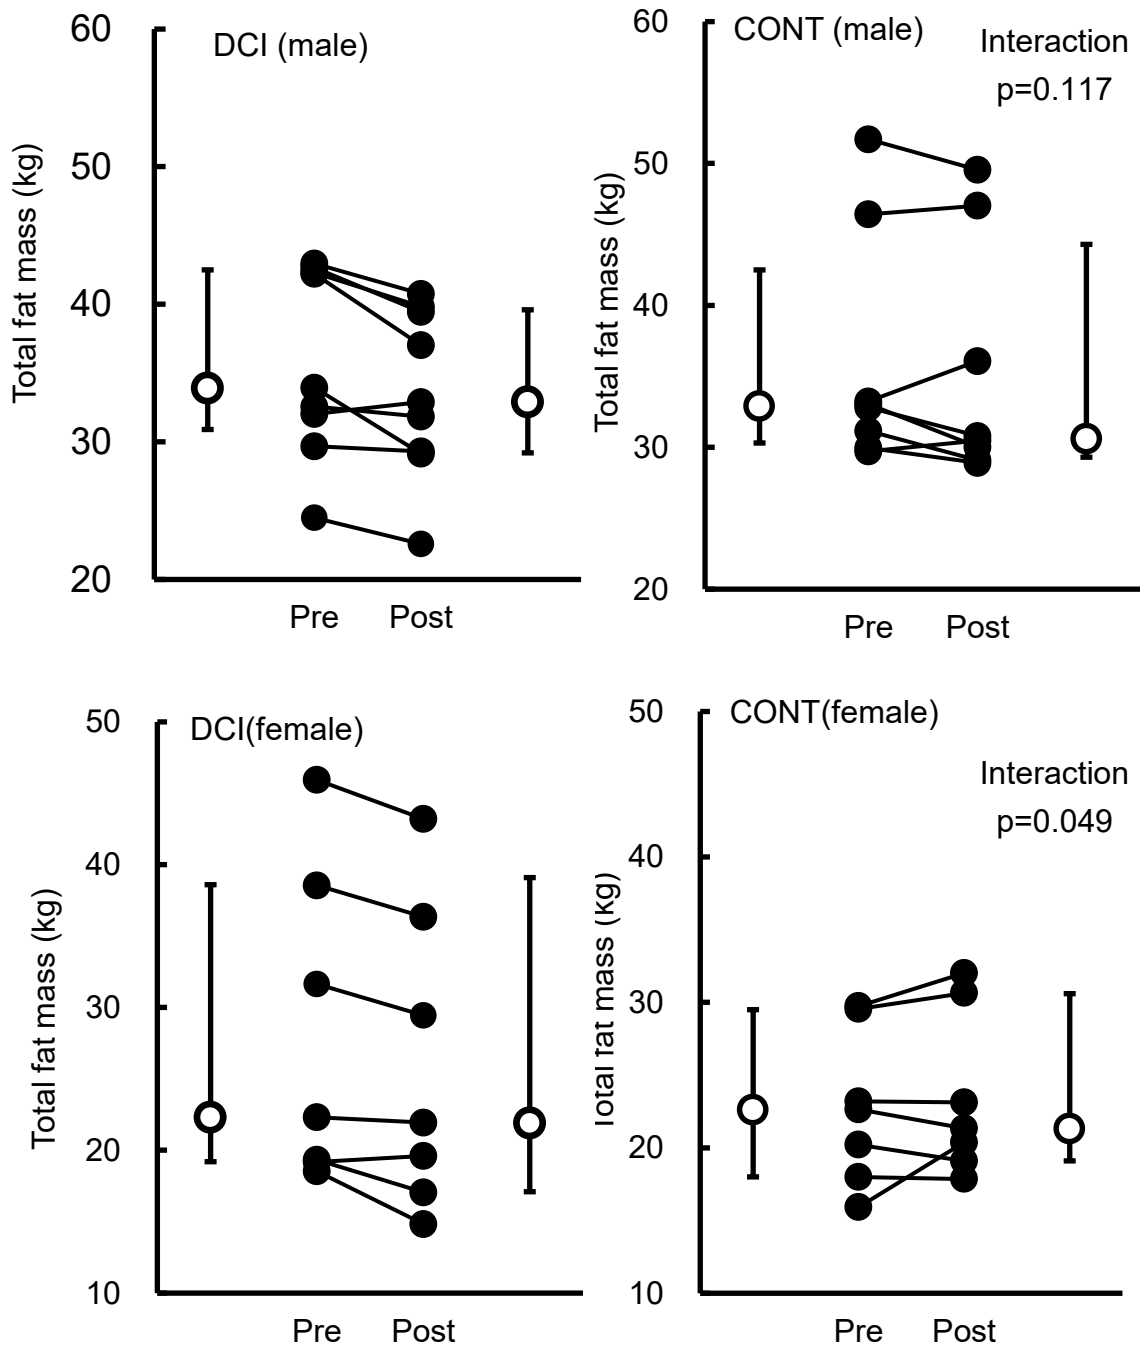 DCI (male)
60
50
40
30
20
Total fat mass (kg)
Pre Post
CONT (male)
Interaction
p=0.117
60
50
40
30
20
Total fat mass (kg)
Pre Post
DCI(female)
50
40
30
20
10
Total fat mass (kg)
Pre Post
CONT(female)
Interaction
p=0.049
50
40
30
20
10
Total fat mass (kg)
Pre Post